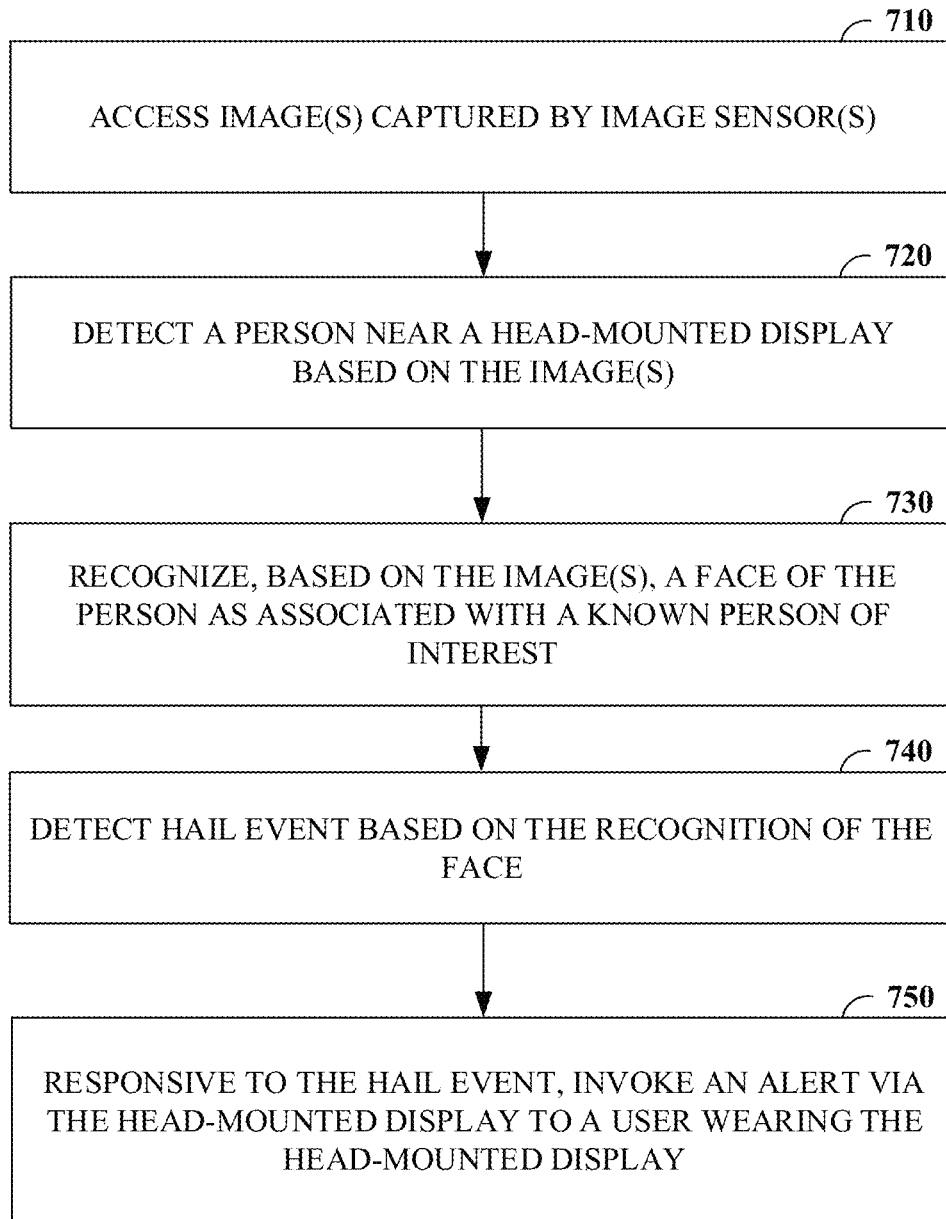 710
ACCESS IMAGE(S) CAPTURED BY IMAGE SENSOR(S)
720
DETECT A PERSON NEAR A HEAD-MOUNTED DISPLAY
BASED ON THE IMAGE(S)
730
RECOGNIZE, BASED ON THE IMAGE(S), A FACE OF THE
PERSON AS ASSOCIATED WITH A KNOWN PERSON OF
INTEREST
740
DETECT HAIL EVENT BASED ON THE RECOGNITION OF THE
FACE
750
RESPONSIVE TO THE HAIL EVENT, INVOKE AN ALERT VIA
THE HEAD-MOUNTED DISPLAY TO A USER WEARING THE
HEAD-MOUNTED DISPLAY